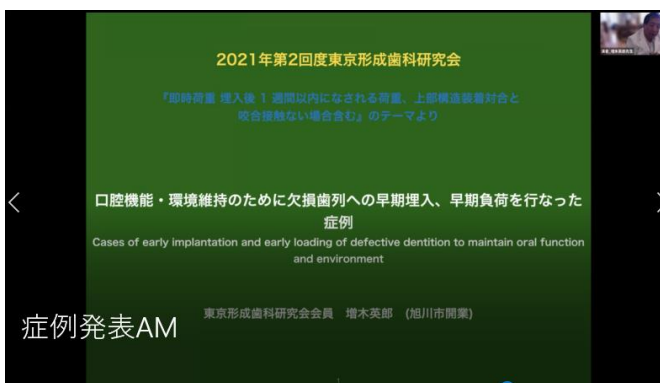 2021年第2回度東京形成歯科研究会
『即時荷重 埋入後 1 週間以内になされる荷重、上部構造装着対合と
咬合接触ない場合含む』のテーマより
口腔機能・環境維持のために欠損歯列への早期埋入、早期負荷を行なった
症例
Cases of early implantation and early loading of defective dentition to maintain oral function
and environment
東京形成歯科研究会会員 増木英郎 (旭川市開業)
症例発表AM